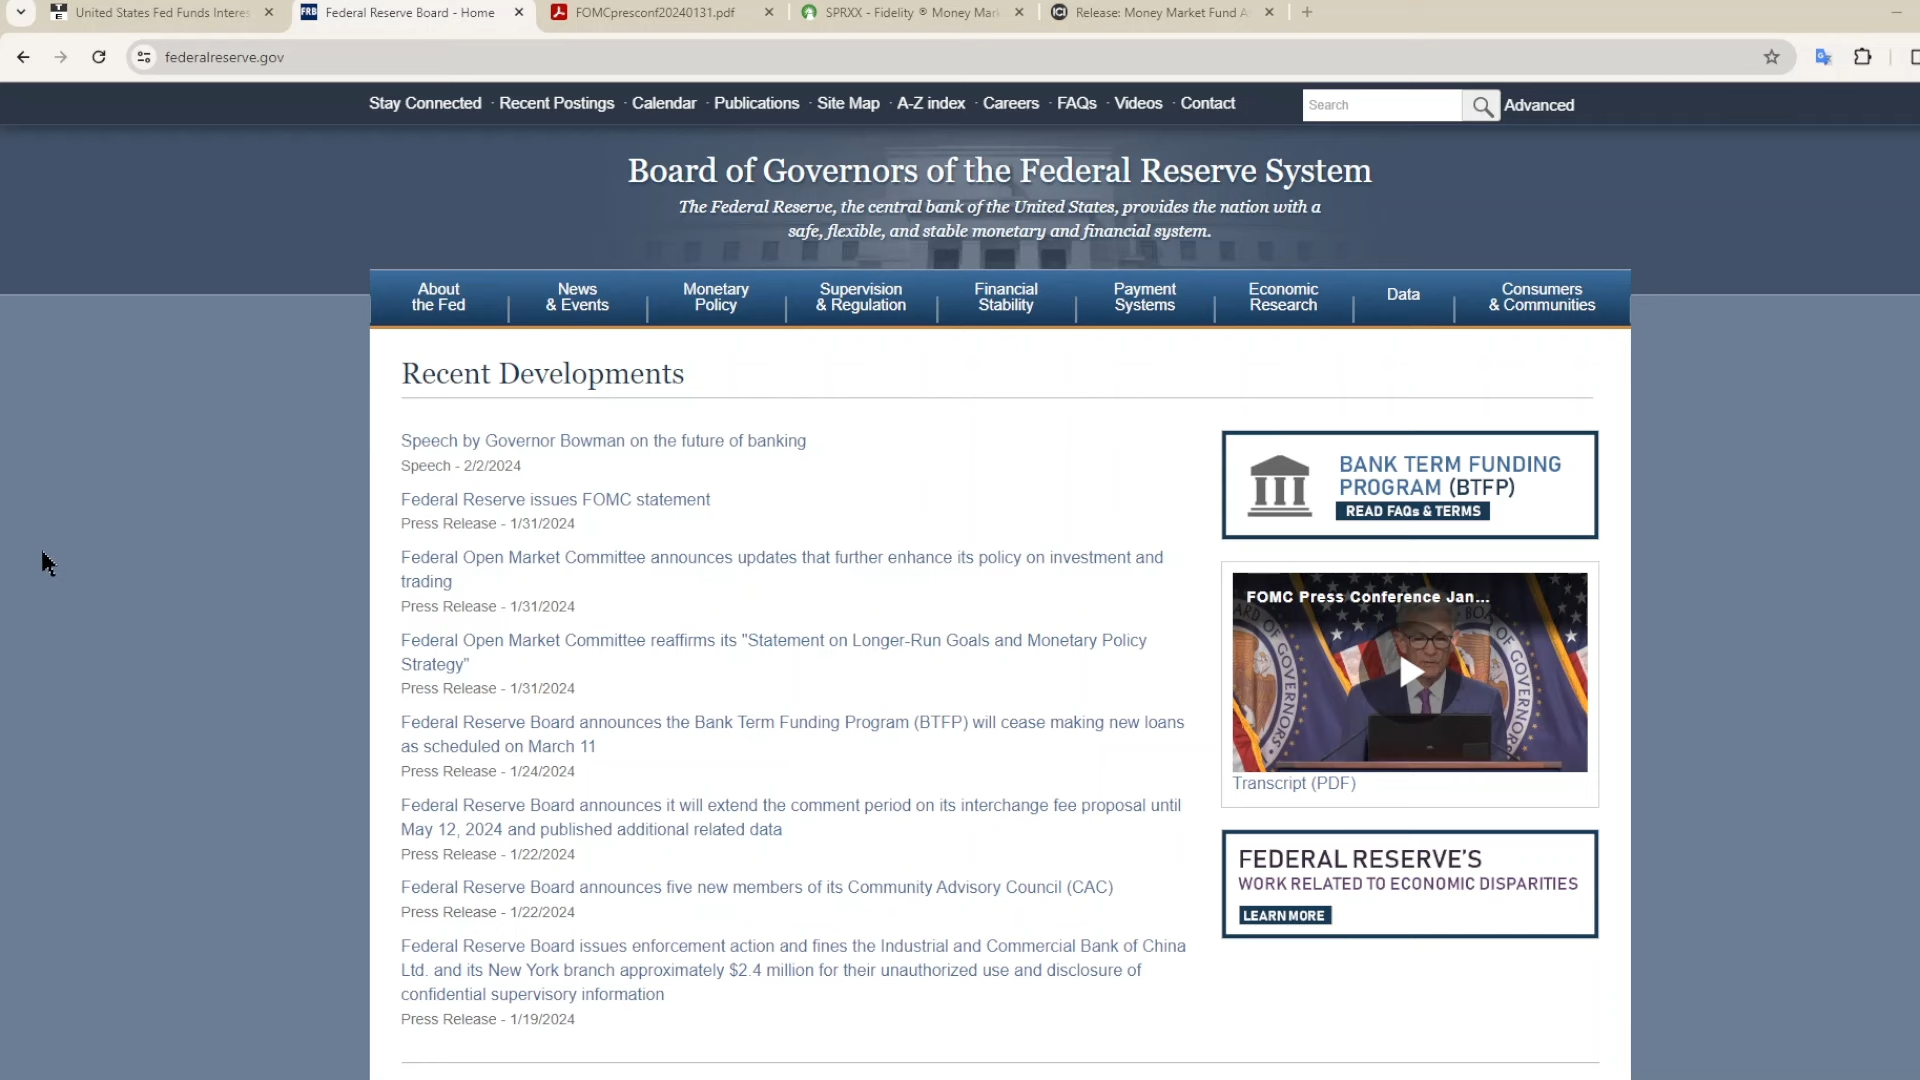 United States Fed Funds Interes
Federal Reserve Board - Home
FOMCpresconf20240131.pdf
SPRXX - Fidelity ® Money Mark
Release: Money Market Fund A
federalreserve.gov
Stay Connected · Recent Postings · Calendar · Publications · Site Map · A-Z index · Careers · FAQs · Videos · Contact
Search
Advanced
Board of Governors of the Federal Reserve System
The Federal Reserve, the central bank of the United States, provides the nation with a
safe, flexible, and stable monetary and financial system.
About
the Fed
News
& Events
Monetary
Policy
Supervision
& Regulation
Financial
Stability
Payment
Systems
Economic
Research
Data
Consumers
& Communities
Recent Developments
Speech by Governor Bowman on the future of banking
Speech - 2/2/2024
Federal Reserve issues FOMC statement
Press Release - 1/31/2024
Federal Open Market Committee announces updates that further enhance its policy on investment and
trading
Press Release - 1/31/2024
Federal Open Market Committee reaffirms its "Statement on Longer-Run Goals and Monetary Policy
Strategy"
Press Release - 1/31/2024
Federal Reserve Board announces the Bank Term Funding Program (BTFP) will cease making new loans
as scheduled on March 11
Press Release - 1/24/2024
Federal Reserve Board announces it will extend the comment period on its interchange fee proposal until
May 12, 2024 and published additional related data
Press Release - 1/22/2024
Federal Reserve Board announces five new members of its Community Advisory Council (CAC)
Press Release - 1/22/2024
Federal Reserve Board issues enforcement action and fines the Industrial and Commercial Bank of China
Ltd. and its New York branch approximately $2.4 million for their unauthorized use and disclosure of
confidential supervisory information
Press Release - 1/19/2024
BANK TERM FUNDING
PROGRAM (BTFP)
READ FAQs & TERMS
FOMC Press Conference Jan...
Transcript (PDF)
FEDERAL RESERVE'S
WORK RELATED TO ECONOMIC DISPARITIES
LEARN MORE